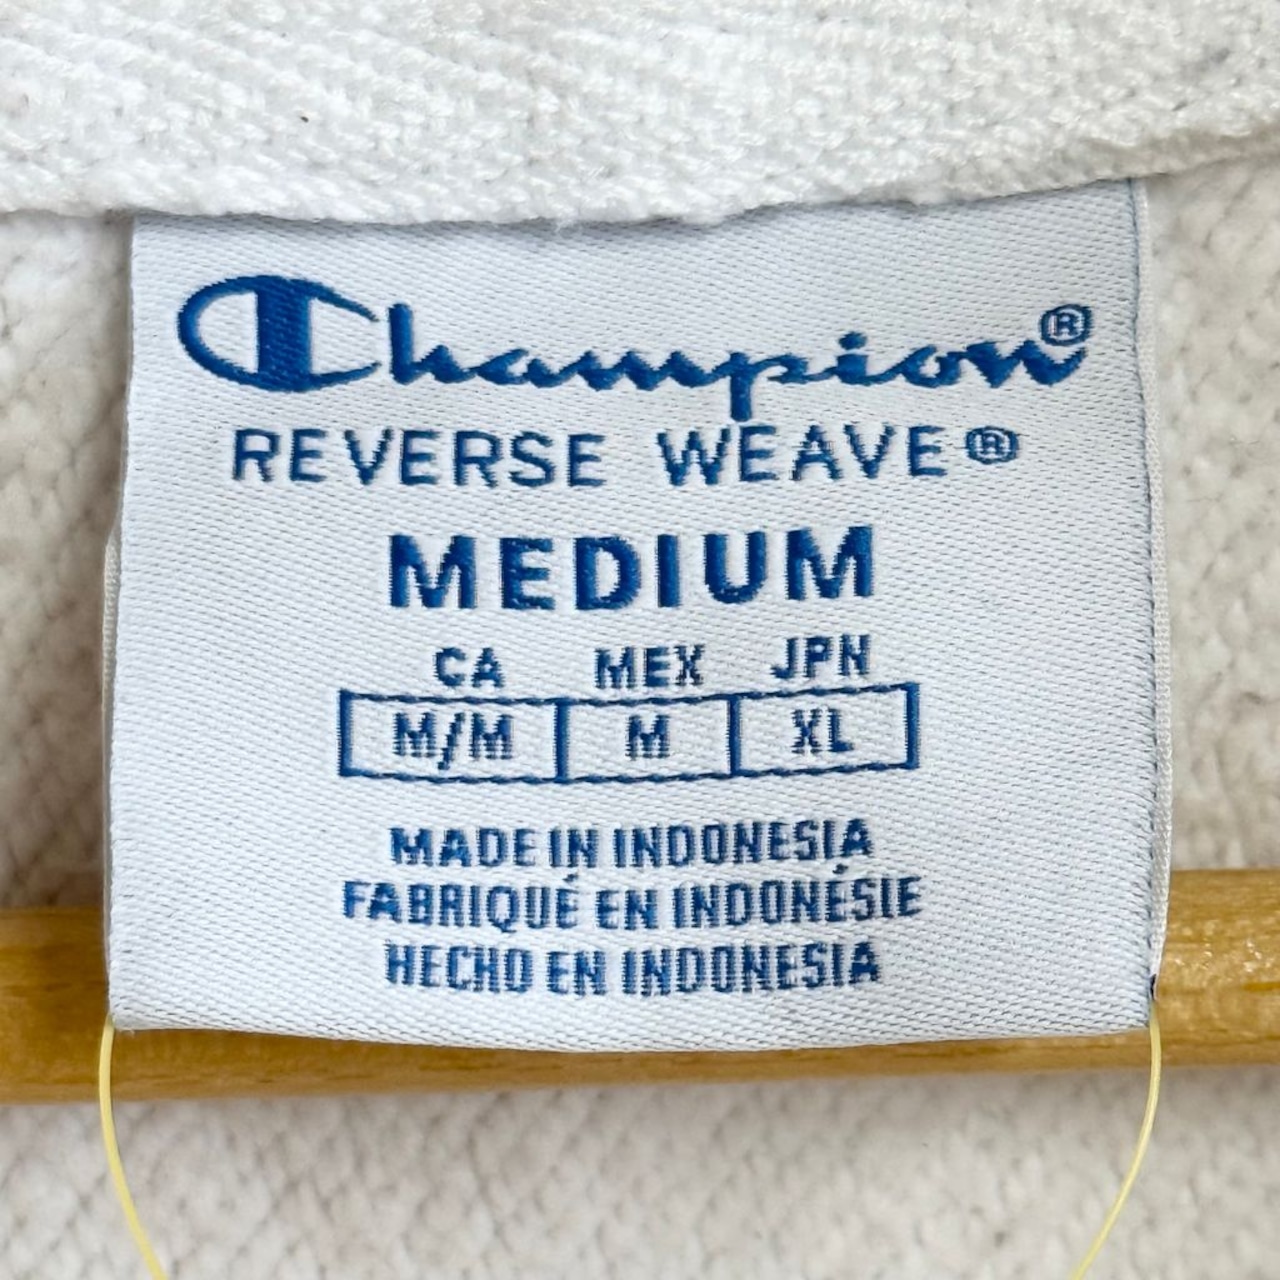 Champion®
REVERSE WEAVE®
MEDIUM
CA MEX JPN
M/M M XL
MADE IN INDONESIA
FABRIQUÉ EN INDONÉSIE
HECHO EN INDONESIA